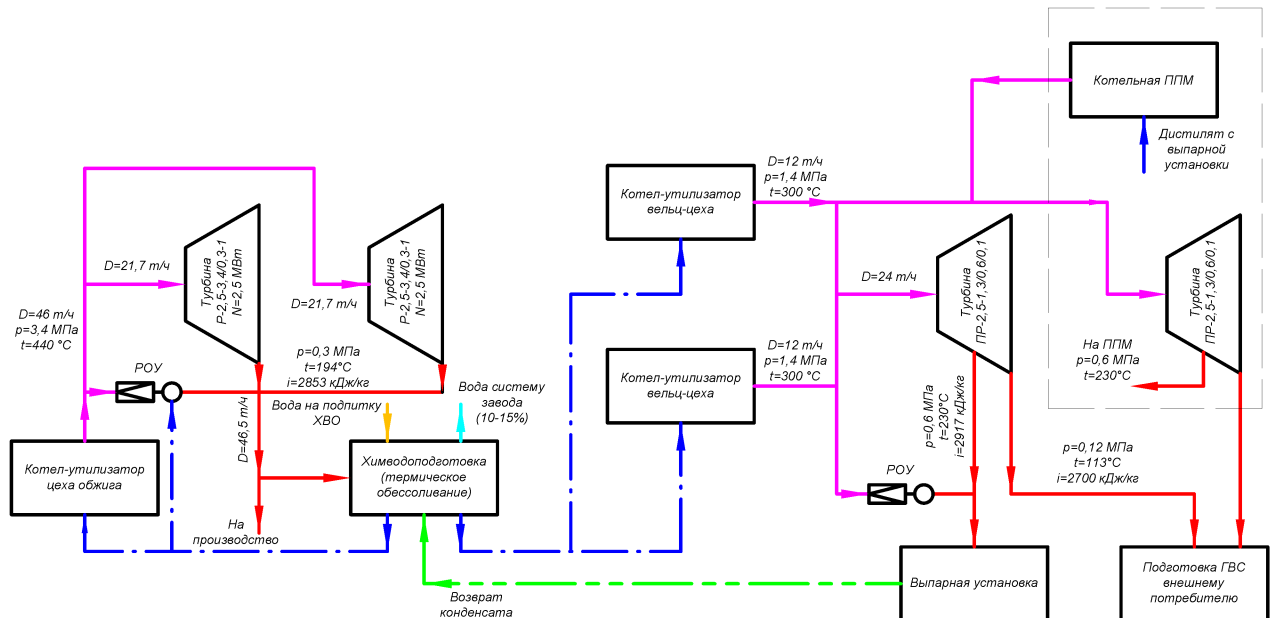 Котельная ППМ
Дистилят с
выпарной
установки
D=12 т/ч
p=1,4 МПа
t=300 °C
Котел-утилизатор
вельц-цеха
D=21,7 т/ч
Турбина
Р-2,5-3,4/0,3-1
N=2,5 МВт
D=21,7 т/ч
Турбина
Р-2,5-3,4/0,3-1
N=2,5 МВт
D=24 т/ч
Турбина
ПР-2,5-1,3/0,6/0,1
Турбина
ПР-2,5-1,3/0,6/0,1
D=46 т/ч
p=3,4 МПа
t=440 °C
РОУ
p=0,3 МПа
t=194°C
i=2853 кДж/кг
D=12 т/ч
p=1,4 МПа
t=300 °C
Котел-утилизатор
вельц-цеха
На ППМ
p=0,6 МПа
t=230°C
D=46,5 т/ч
Вода на подпитку
ХВО
Вода систему
завода
(10-15%)
p=0,6 МПа
t=230°C
i=2917 кДж/кг
Котел-утилизатор
цеха обжига
Химводоподготовка
(термическое
обессоливание)
РОУ
p=0,12 МПа
t=113°C
i=2700 кДж/кг
На
производство
Возврат
конденсата
Выпарная установка
Подготовка ГВС
внешнему
потребителю